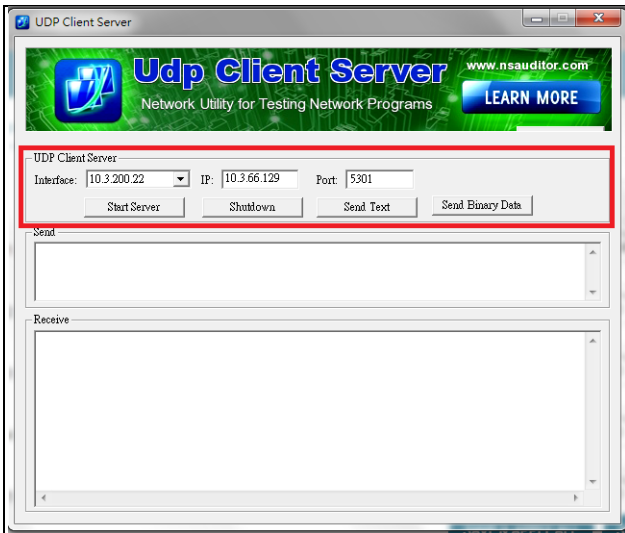 UDP Client Server
Udp Client Server
www.nsauditor.com
Network Utility for Testing Network Programs
LEARN MORE
UDP Client Server
Interface: 10.3.200.22 IP: 10.3.66.129 Port: 5301
Start Server Shutdown Send Text Send Binary Data
Send
Receive